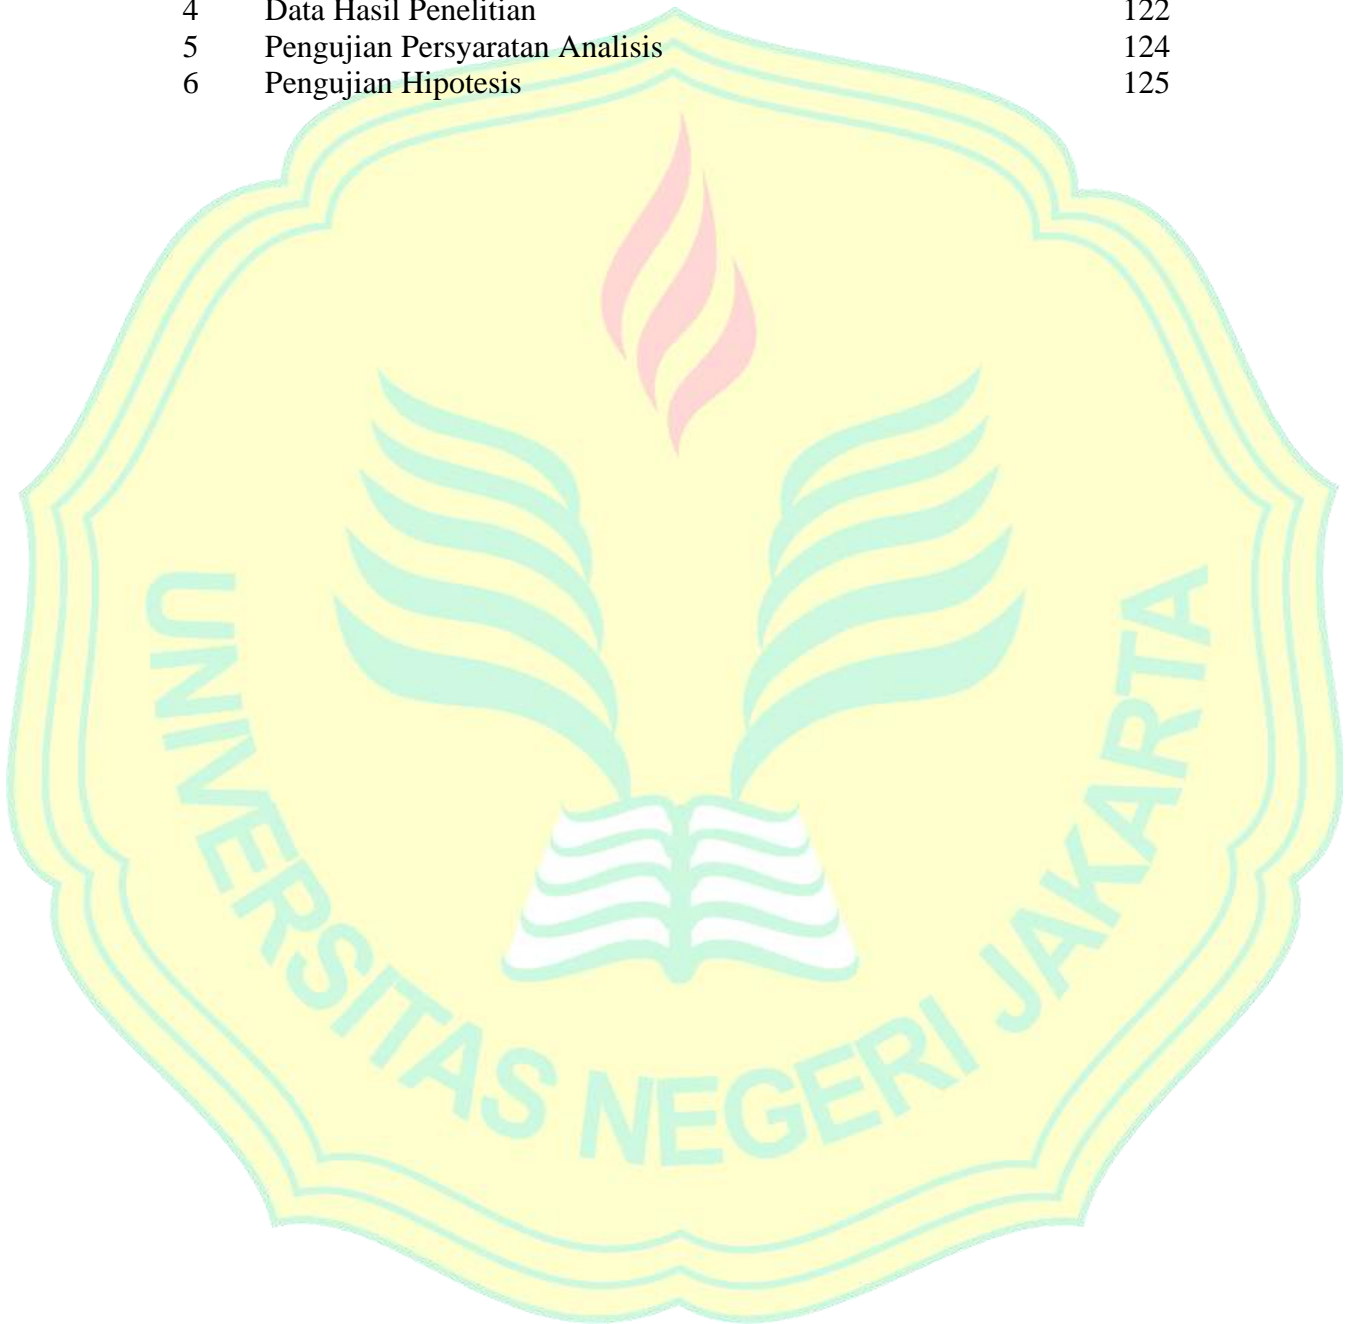 4 Data Hasil Penelitian 122
5 Pengujian Persyaratan Analisis 124
6 Pengujian Hipotesis 125
UNIVERSITAS NEGERI JAKARTA